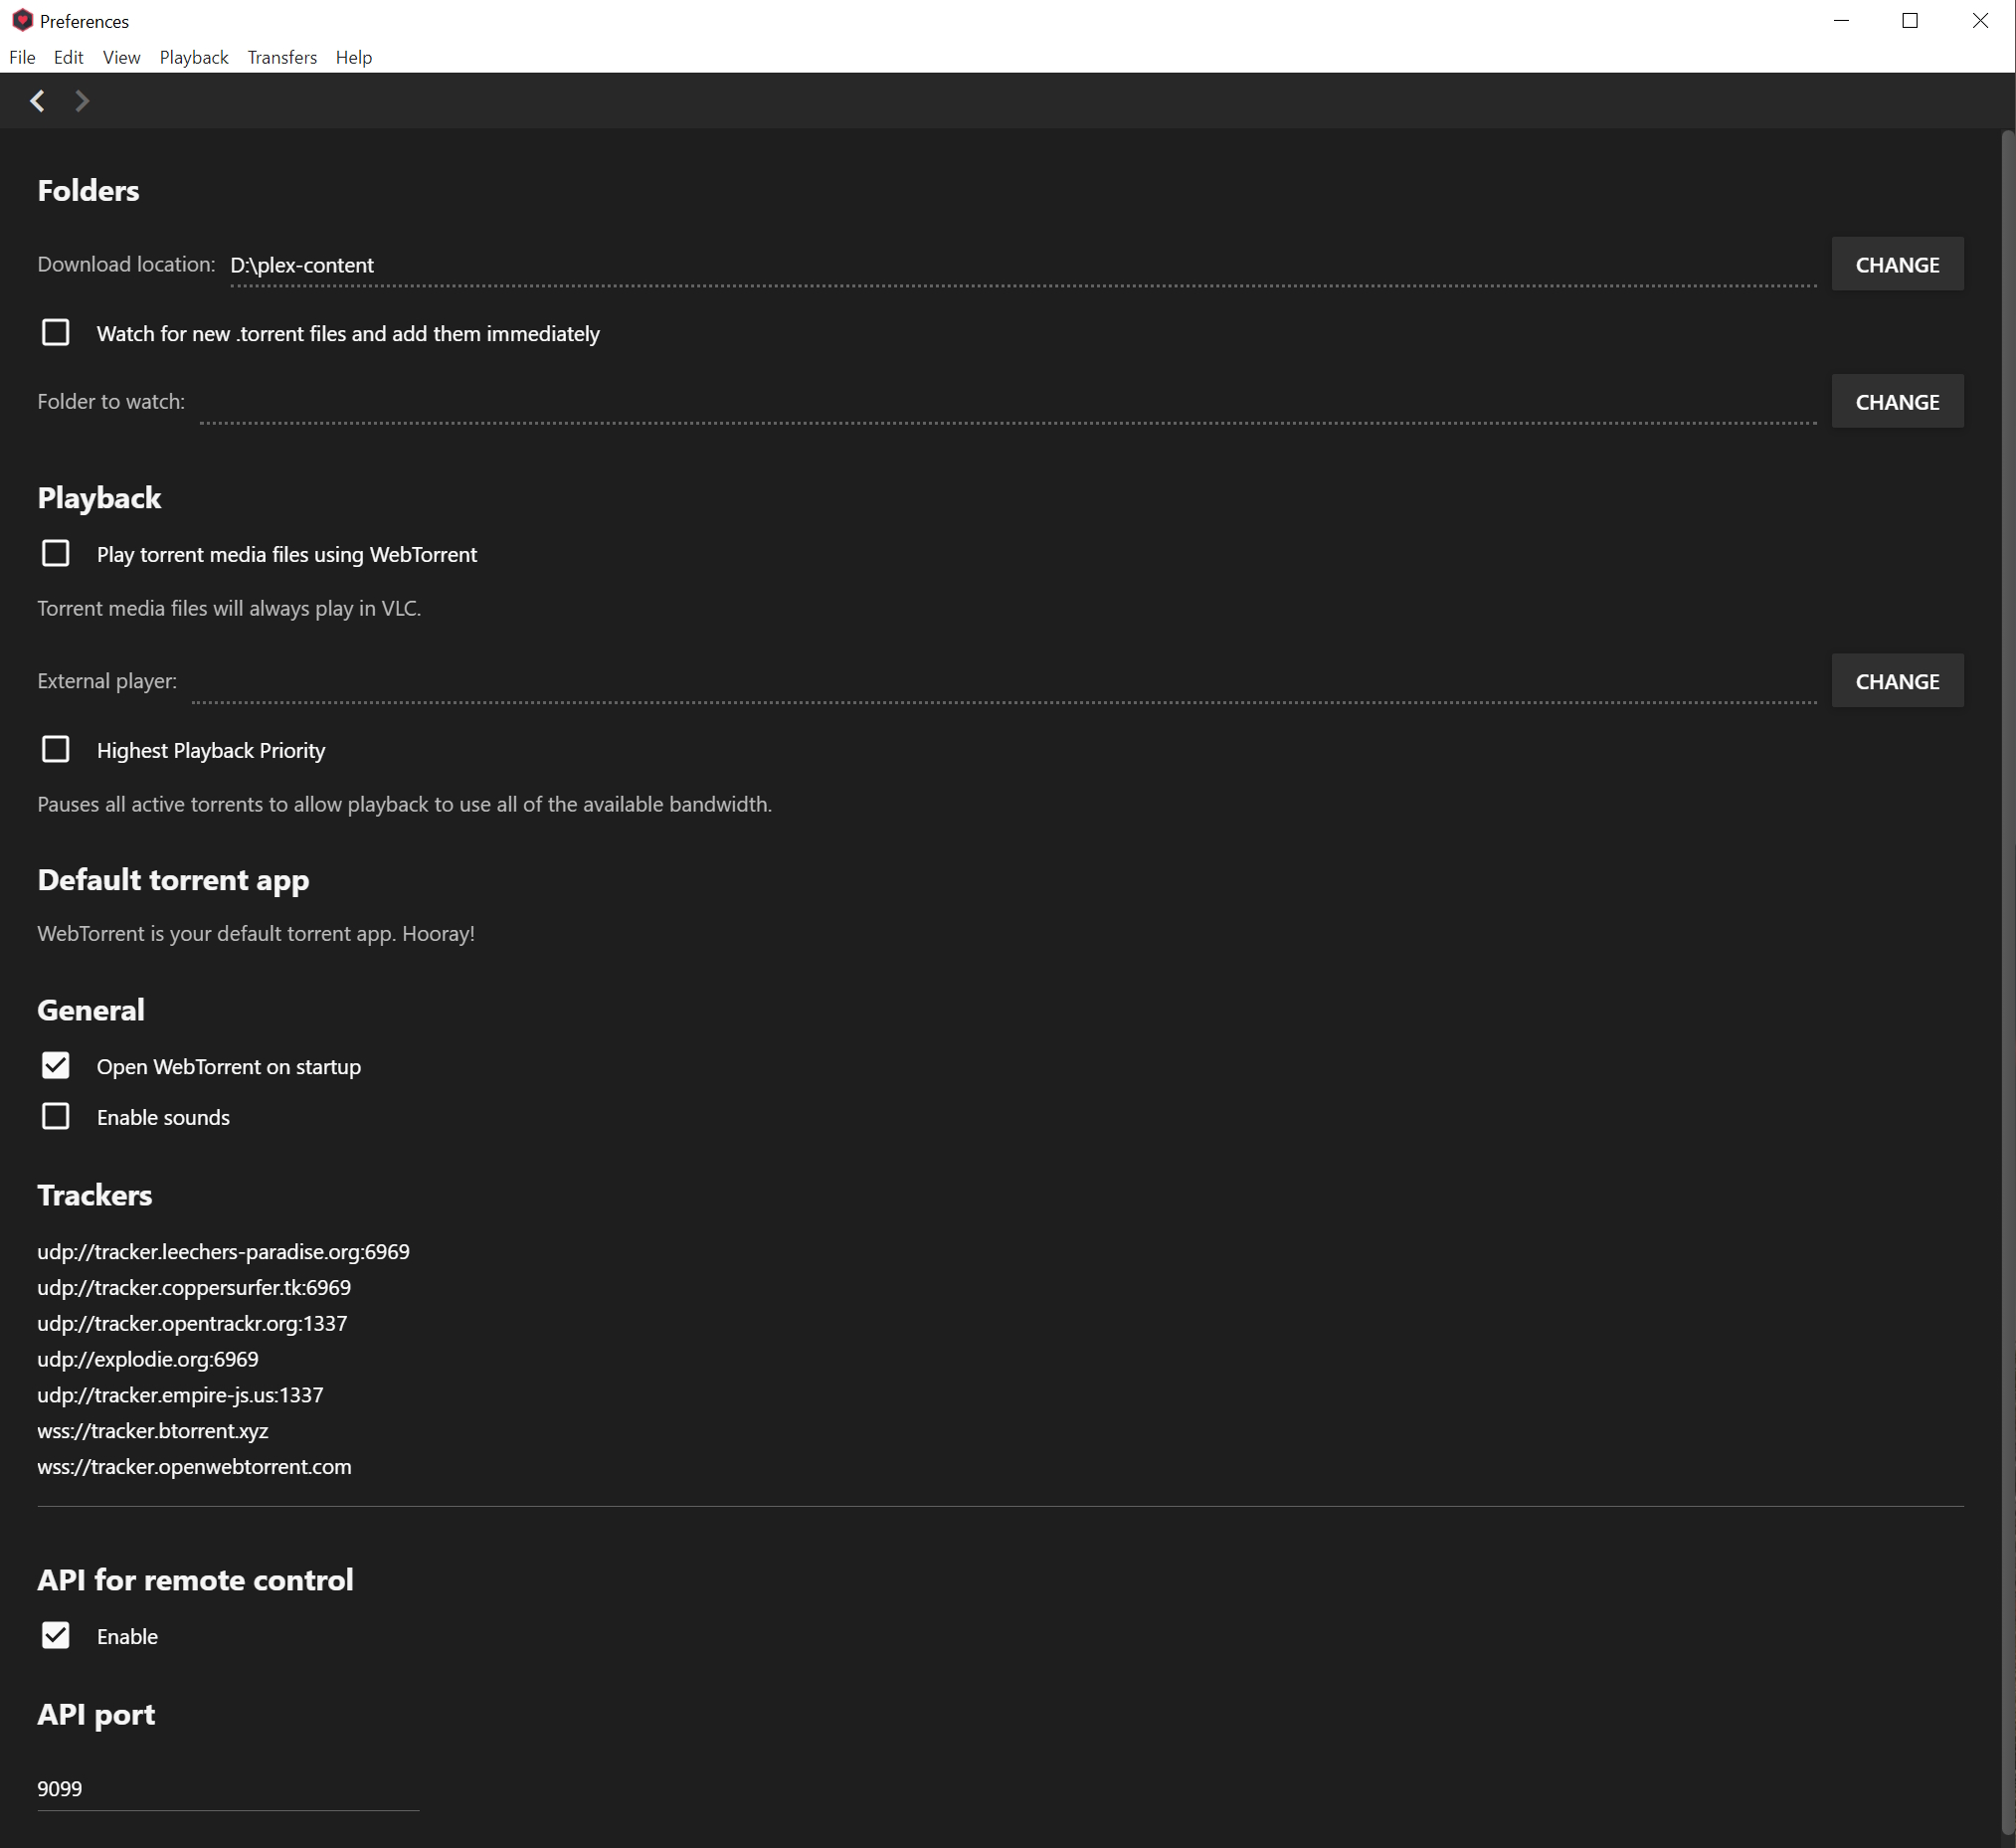 Preferences
File Edit View Playback Transfers Help
Folders
Download location: D:\plex-content CHANGE
Watch for new .torrent files and add them immediately
Folder to watch: CHANGE
Playback
Play torrent media files using WebTorrent
Torrent media files will always play in VLC.
External player: CHANGE
Highest Playback Priority
Pauses all active torrents to allow playback to use all of the available bandwidth.
Default torrent app
WebTorrent is your default torrent app. Hooray!
General
Open WebTorrent on startup
Enable sounds
Trackers
udp://tracker.leechers-paradise.org:6969
udp://tracker.coppersurfer.tk:6969
udp://tracker.opentrackr.org:1337
udp://explodie.org:6969
udp://tracker.empire-js.us:1337
wss://tracker.btorrent.xyz
wss://tracker.openwebtorrent.com
API for remote control
Enable
API port
9099